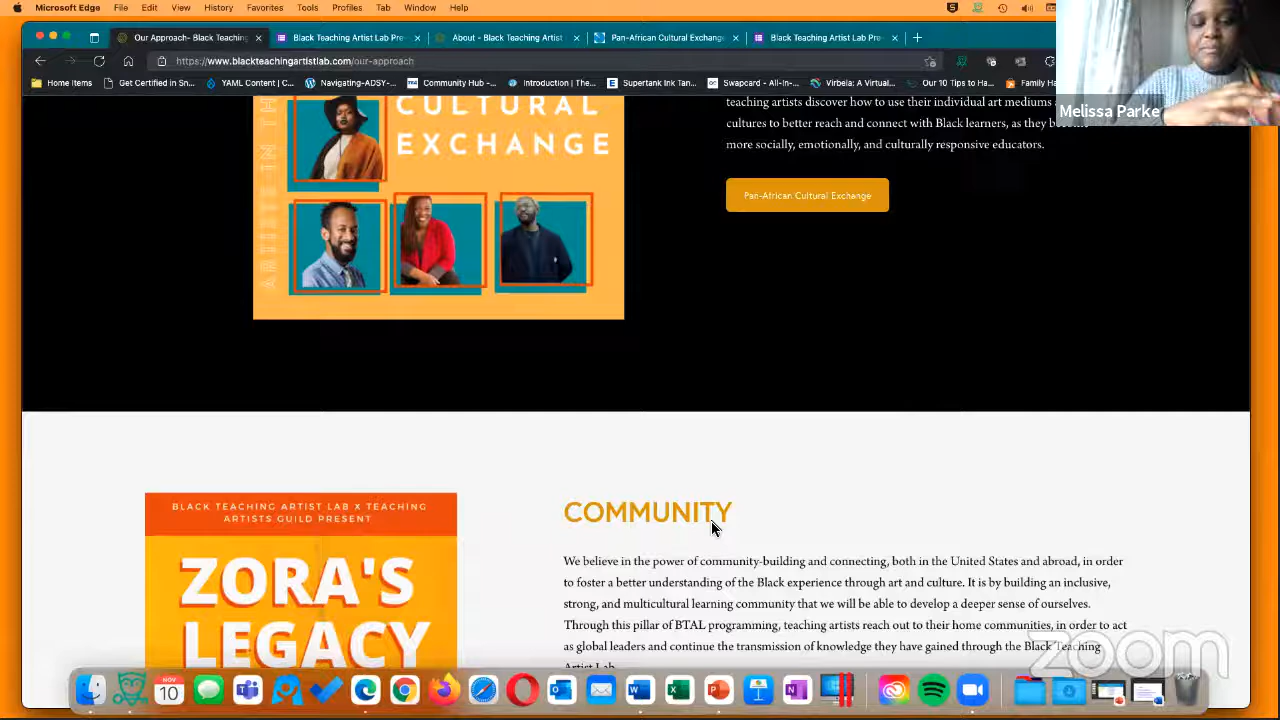 Microsoft Edge File Edit View History Favorites Tools Profiles Tab Window Help
Our Approach- Black Teaching
Black Teaching Artist Lab Pre
About - Black Teaching Artist
Pan-African Cultural Exchange
Black Teaching Artist Lab Pre
https://www.blackteachingartistlab.com/our-approach
Home Items
Get Certified in Sn...
YAML Content | C...
Navigating-ADSY-...
Community Hub -...
Introduction | The...
Supertank Ink Tan...
Swapcard - All-In-...
Virbela: A Virtual...
Our 10 Tips to Ha...
Family H
Melissa Parke
ARTISTS IN TH
CULTURAL
EXCHANGE
teaching artists discover how to use their individual art mediums
cultures to better reach and connect with Black learners, as they
more socially, emotionally, and culturally responsive educators.
Pan-African Cultural Exchange
BLACK TEACHING ARTIST LAB X TEACHING
ARTISTS GUILD PRESENT
ZORA'S
LEGACY
COMMUNITY
We believe in the power of community-building and connecting, both in the United States and abroad, in order
to foster a better understanding of the Black experience through art and culture. It is by building an inclusive,
strong, and multicultural learning community that we will be able to develop a deeper sense of ourselves.
Through this pillar of BTAL programming, teaching artists reach out to their home communities, in order to act
as global leaders and continue the transmission of knowledge they have gained through the Black Teaching
Artist Lab.
zoom
NOV
10